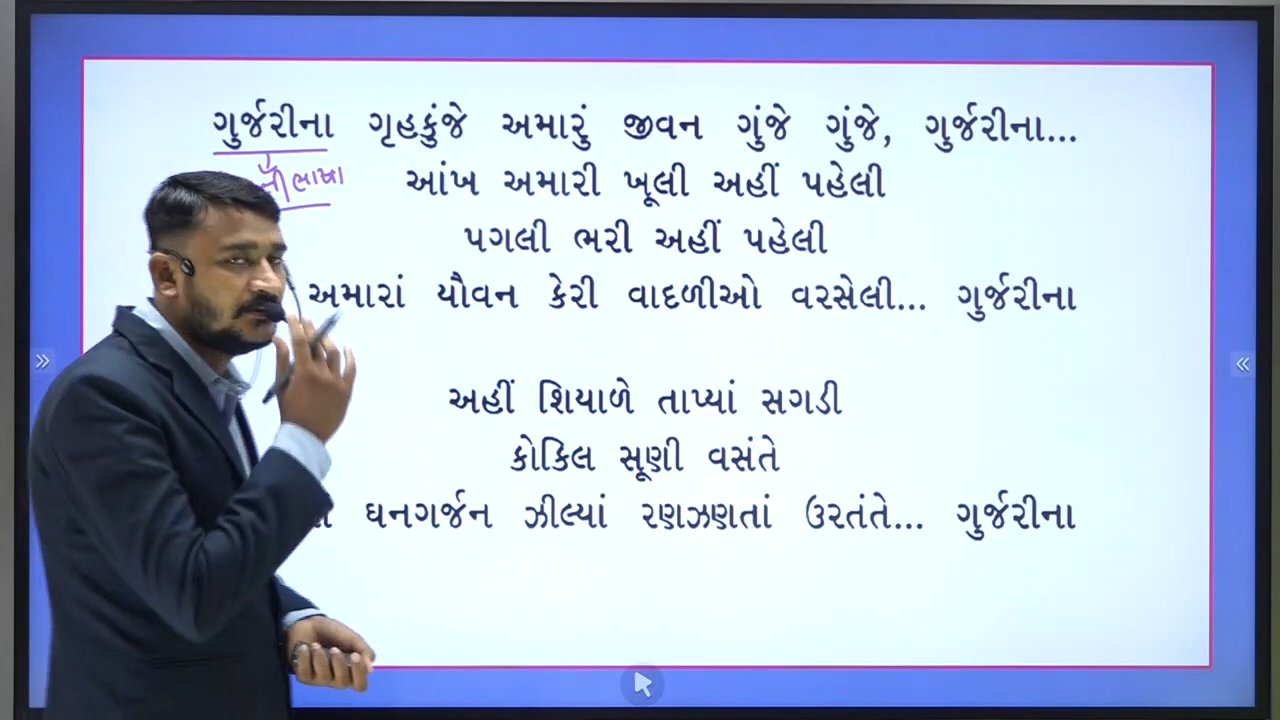 ગુર્જરીના ગૃહકુંજે અમારું જીવન ગુંજે ગુંજે, ગુર્જરીના...
ભાષા
આંખ અમારી ખૂલી અહીં પહેલી
પગલી ભરી અહીં પહેલી
અમારાં યૌવન કેરી વાદળીઓ વરસેલી... ગુર્જરીના
અહીં શિયાળે તાપ્યાં સગડી
કોકિલ સૂણી વસંતે
ઘનગર્જન ઝીલ્યાં રણઝણતાં ઉરતંતે... ગુર્જરીના